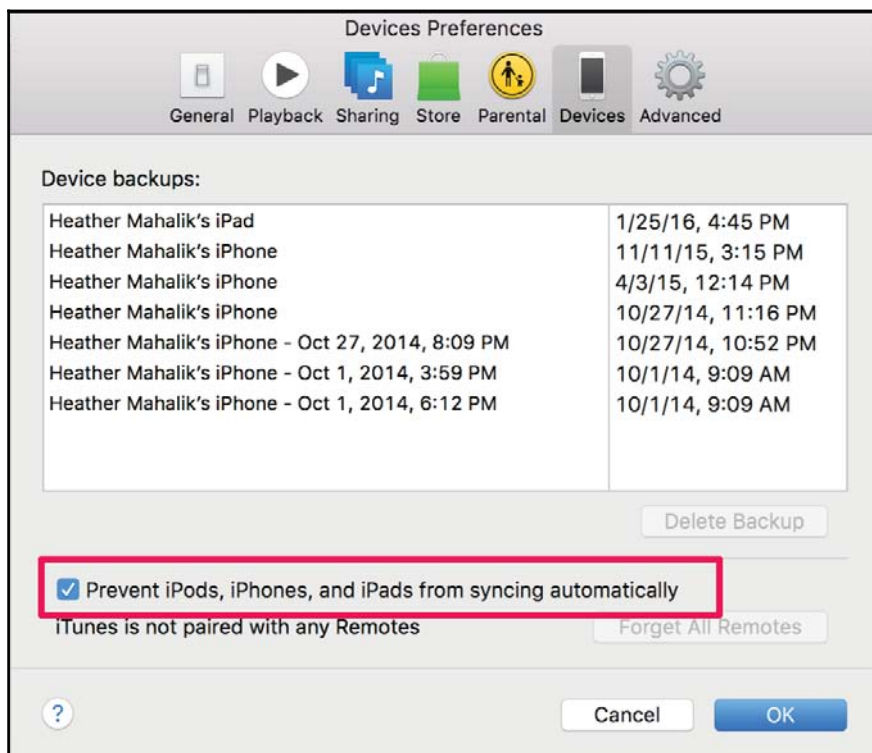 Devices Preferences
General Playback Sharing Store Parental Devices Advanced
Device backups:
Heather Mahalik's iPad 1/25/16, 4:45 PM
Heather Mahalik's iPhone 11/11/15, 3:15 PM
Heather Mahalik's iPhone 4/3/15, 12:14 PM
Heather Mahalik's iPhone 10/27/14, 11:16 PM
Heather Mahalik's iPhone - Oct 27, 2014, 8:09 PM 10/27/14, 10:52 PM
Heather Mahalik's iPhone - Oct 1, 2014, 3:59 PM 10/1/14, 9:09 AM
Heather Mahalik's iPhone - Oct 1, 2014, 6:12 PM 10/1/14, 9:09 AM
Delete Backup
Prevent iPods, iPhones, and iPads from syncing automatically
iTunes is not paired with any Remotes Forget All Remotes
? Cancel OK